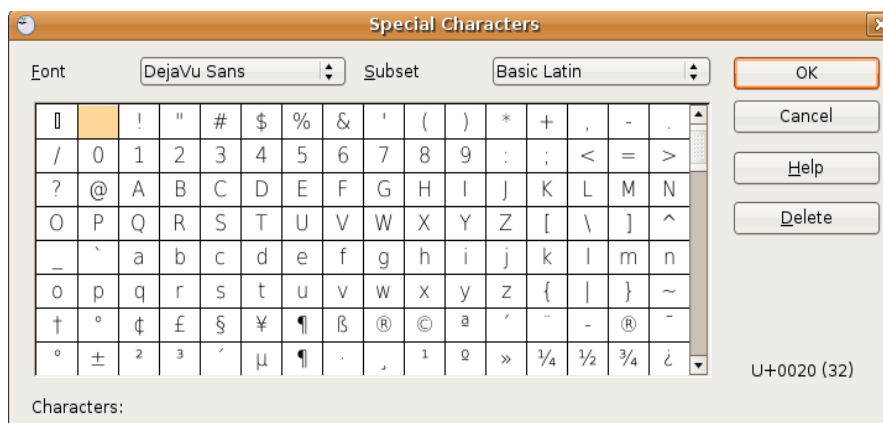 Special Characters
Font DejaVu Sans Subset Basic Latin OK
▯ ! " # $ % & ' ( ) * + , - . Cancel
/ 0 1 2 3 4 5 6 7 8 9 : ; < = >
Help
? @ A B C D E F G H I J K L M N
O P Q R S T U V W X Y Z [ \ ] ^ Delete
_ ` a b c d e f g h i j k l m n
o p q r s t u v w x y z { | } ~
† ° ¢ £ § ¥ ¶ ß ® © ª ´ ¨ - ® ¯
° ± ² ³ ´ µ ¶ · ¸ ¹ º » ¼ ½ ¾ ¿
U+0020 (32)
Characters: